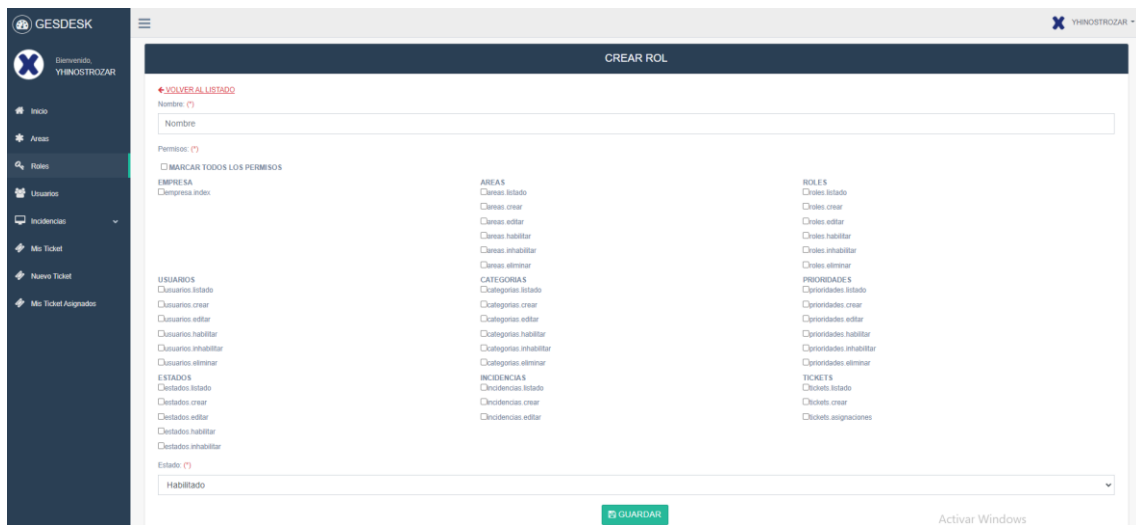 GESDESK
YHINOSTROZAR
Bienvenido,
YHINOSTROZAR
Inicio
Areas
Roles
Usuarios
Incidencias
Mis Ticket
Nuevo Ticket
Mis Ticket Asignados
CREAR ROL
VOLVER AL LISTADO
Nombre: (*)
Nombre
Permisos: (*)
MARCAR TODOS LOS PERMISOS
EMPRESA
empresa.index
AREAS
areas.listado
areas.crear
areas.editar
areas.habilitar
areas.inhabilitar
areas.eliminar
ROLES
roles.listado
roles.crear
roles.editar
roles.habilitar
roles.inhabilitar
roles.eliminar
USUARIOS
usuarios.listado
usuarios.crear
usuarios.editar
usuarios.habilitar
usuarios.inhabilitar
usuarios.eliminar
CATEGORIAS
categorias.listado
categorias.crear
categorias.editar
categorias.habilitar
categorias.inhabilitar
categorias.eliminar
PRIORIDADES
prioridades.listado
prioridades.crear
prioridades.editar
prioridades.habilitar
prioridades.inhabilitar
prioridades.eliminar
ESTADOS
estados.listado
estados.crear
estados.editar
estados.habilitar
estados.inhabilitar
INCIDENCIAS
incidencias.listado
incidencias.crear
incidencias.editar
TICKETS
tickets.listado
tickets.crear
tickets.asignaciones
Estado: (*)
Habilitado
GUARDAR
Activar Windows